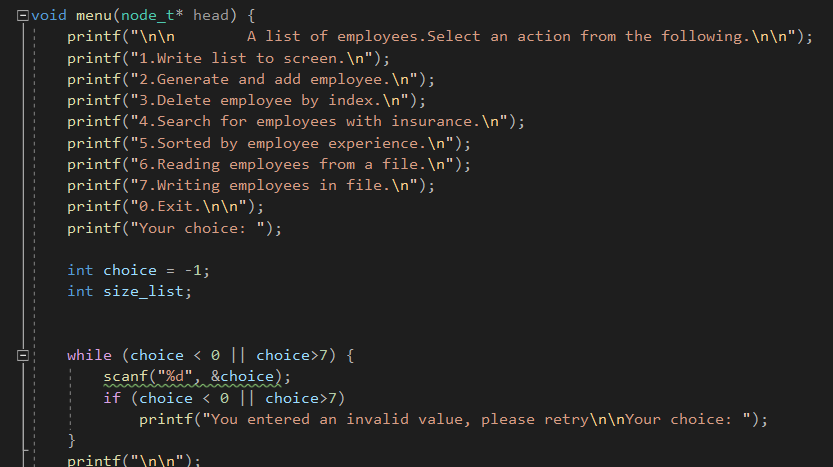 void menu(node_t* head) {
    printf("\n\n        A list of employees.Select an action from the following.\n\n");
    printf("1.Write list to screen.\n");
    printf("2.Generate and add employee.\n");
    printf("3.Delete employee by index.\n");
    printf("4.Search for employees with insurance.\n");
    printf("5.Sorted by employee experience.\n");
    printf("6.Reading employees from a file.\n");
    printf("7.Writing employees in file.\n");
    printf("0.Exit.\n\n");
    printf("Your choice: ");

    int choice = -1;
    int size_list;


    while (choice < 0 || choice>7) {
        scanf("%d", &choice);
        if (choice < 0 || choice>7)
            printf("You entered an invalid value, please retry\n\nYour choice: ");
    }
    printf("\n\n");